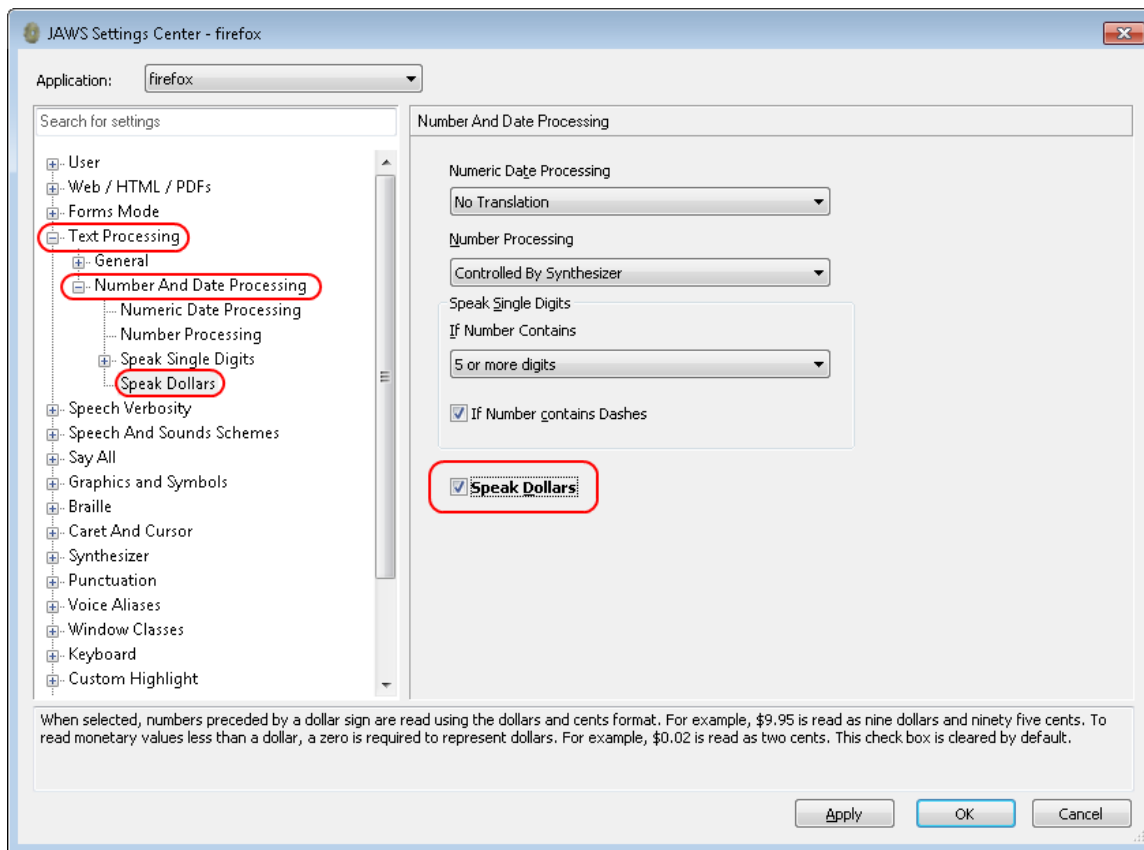 JAWS Settings Center - firefox
Application:
firefox
Search for settings
User
Web / HTML / PDFs
Forms Mode
Text Processing
General
Number And Date Processing
Numeric Date Processing
Number Processing
Speak Single Digits
Speak Dollars
Speech Verbosity
Speech And Sounds Schemes
Say All
Graphics and Symbols
Braille
Caret And Cursor
Synthesizer
Punctuation
Voice Aliases
Window Classes
Keyboard
Custom Highlight
Number And Date Processing
Numeric Date Processing
No Translation
Number Processing
Controlled By Synthesizer
Speak Single Digits
If Number Contains
5 or more digits
If Number contains Dashes
Speak Dollars
When selected, numbers preceded by a dollar sign are read using the dollars and cents format. For example, $9.95 is read as nine dollars and ninety five cents. To
read monetary values less than a dollar, a zero is required to represent dollars. For example, $0.02 is read as two cents. This check box is cleared by default.
Apply
OK
Cancel